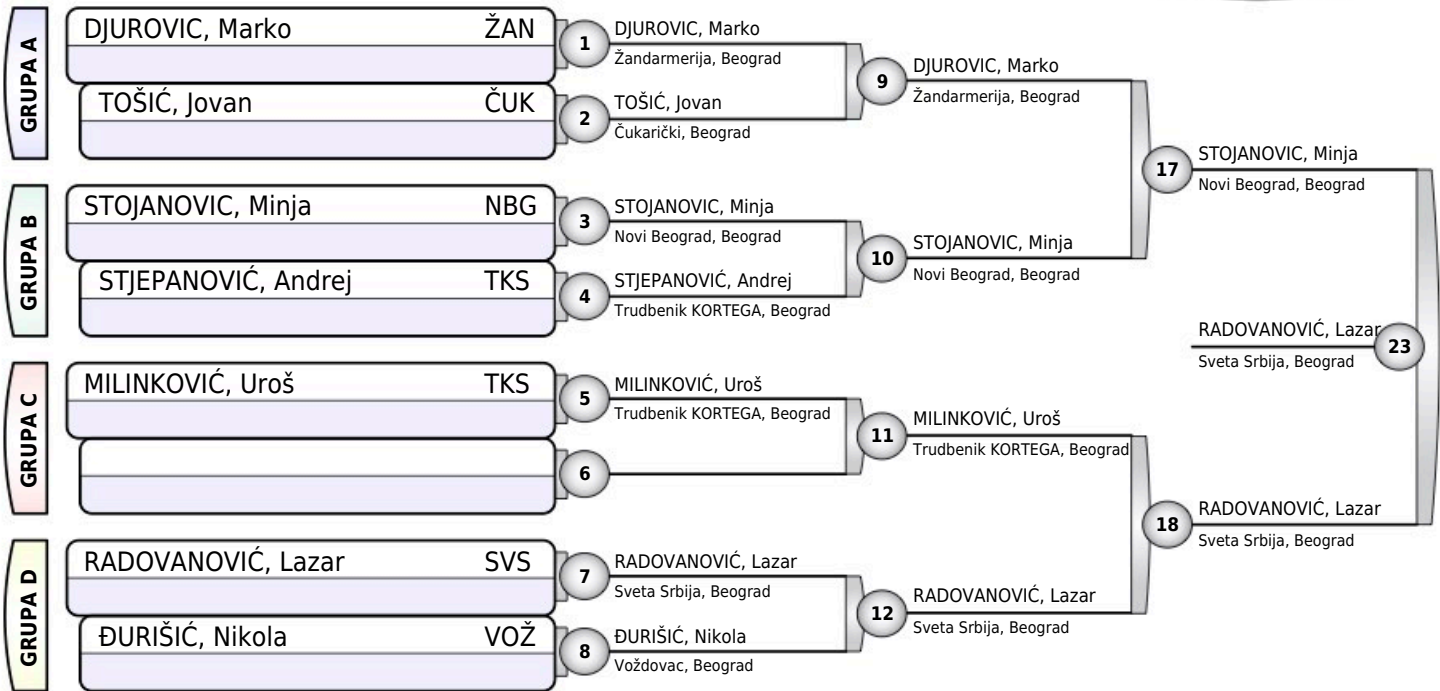 GRUPA A
DJUROVIC, Marko ŽAN
TOŠIĆ, Jovan ČUK
GRUPA B
STOJANOVIC, Minja NBG
STJEPANOVIĆ, Andrej TKS
GRUPA C
MILINKOVIĆ, Uroš TKS
GRUPA D
RADOVANOVIĆ, Lazar SVS
ĐURIŠIĆ, Nikola VOŽ
1
DJUROVIC, Marko
Žandarmerija, Beograd
2
TOŠIĆ, Jovan
Čukarički, Beograd
3
STOJANOVIC, Minja
Novi Beograd, Beograd
4
STJEPANOVIĆ, Andrej
Trudbenik KORTEGA, Beograd
5
MILINKOVIĆ, Uroš
Trudbenik KORTEGA, Beograd
6
7
RADOVANOVIĆ, Lazar
Sveta Srbija, Beograd
8
ĐURIŠIĆ, Nikola
Voždovac, Beograd
9
DJUROVIC, Marko
Žandarmerija, Beograd
10
STOJANOVIC, Minja
Novi Beograd, Beograd
11
MILINKOVIĆ, Uroš
Trudbenik KORTEGA, Beograd
12
RADOVANOVIĆ, Lazar
Sveta Srbija, Beograd
17
STOJANOVIC, Minja
Novi Beograd, Beograd
18
RADOVANOVIĆ, Lazar
Sveta Srbija, Beograd
RADOVANOVIĆ, Lazar
Sveta Srbija, Beograd
23